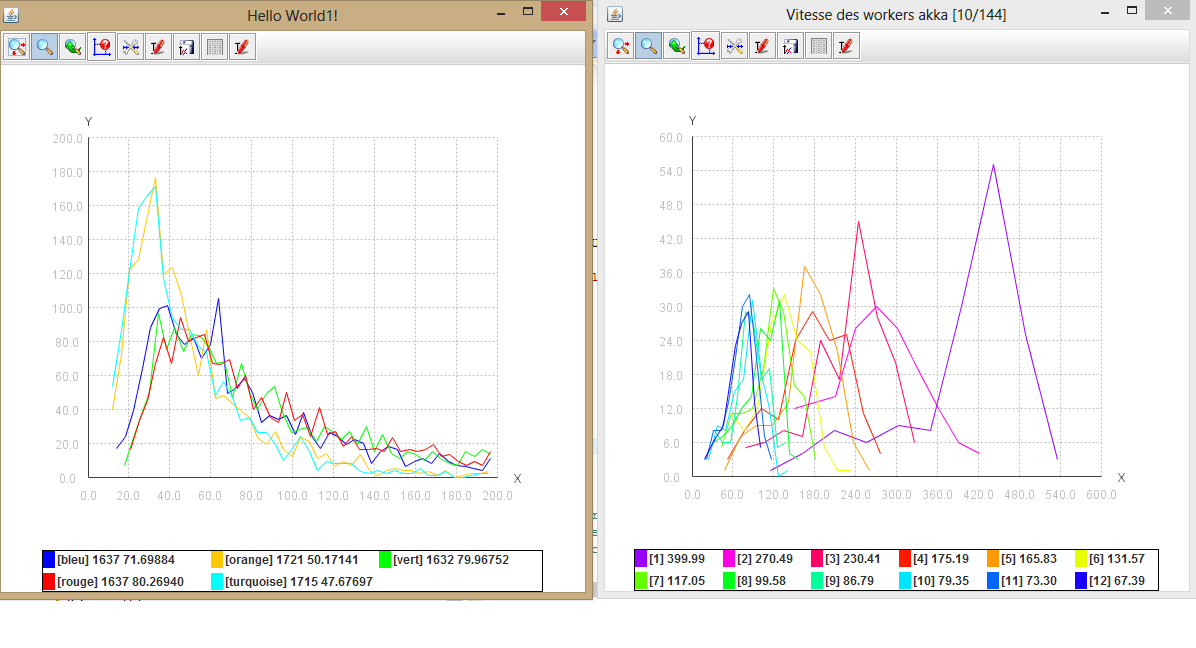 Hello World1!
Y
200.0
180.0
160.0
140.0
120.0
100.0
80.0
60.0
40.0
20.0
0.0
0.0 20.0 40.0 60.0 80.0 100.0 120.0 140.0 160.0 180.0 200.0
X
[bleu] 1637 71.69884 [orange] 1721 50.17141 [vert] 1632 79.96752
[rouge] 1637 80.26940 [turquoise] 1715 47.67697
Vitesse des workers akka [10/144]
Y
60.0
54.0
48.0
42.0
36.0
30.0
24.0
18.0
12.0
6.0
0.0
0.0 60.0 120.0 180.0 240.0 300.0 360.0 420.0 480.0 540.0 600.0
X
[1] 399.99 [2] 270.49 [3] 230.41 [4] 175.19 [5] 165.83 [6] 131.57
[7] 117.05 [8] 99.58 [9] 86.79 [10] 79.35 [11] 73.30 [12] 67.39